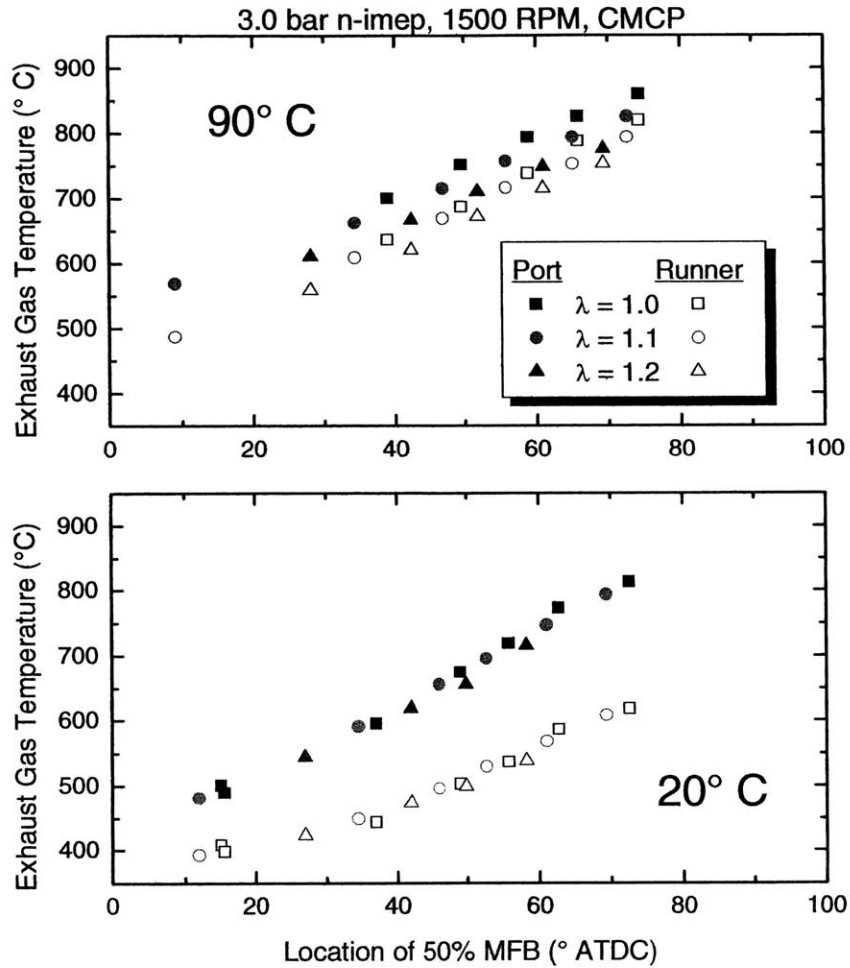 3.0 bar n-imep, 1500 RPM, CMCP
Exhaust Gas Temperature (° C)
900
800
700
600
500
400
90° C
Port Runner
λ = 1.0
λ = 1.1
λ = 1.2
0 20 40 60 80 100
Exhaust Gas Temperature (°C)
900
800
700
600
500
400
20° C
0 20 40 60 80 100
Location of 50% MFB (° ATDC)